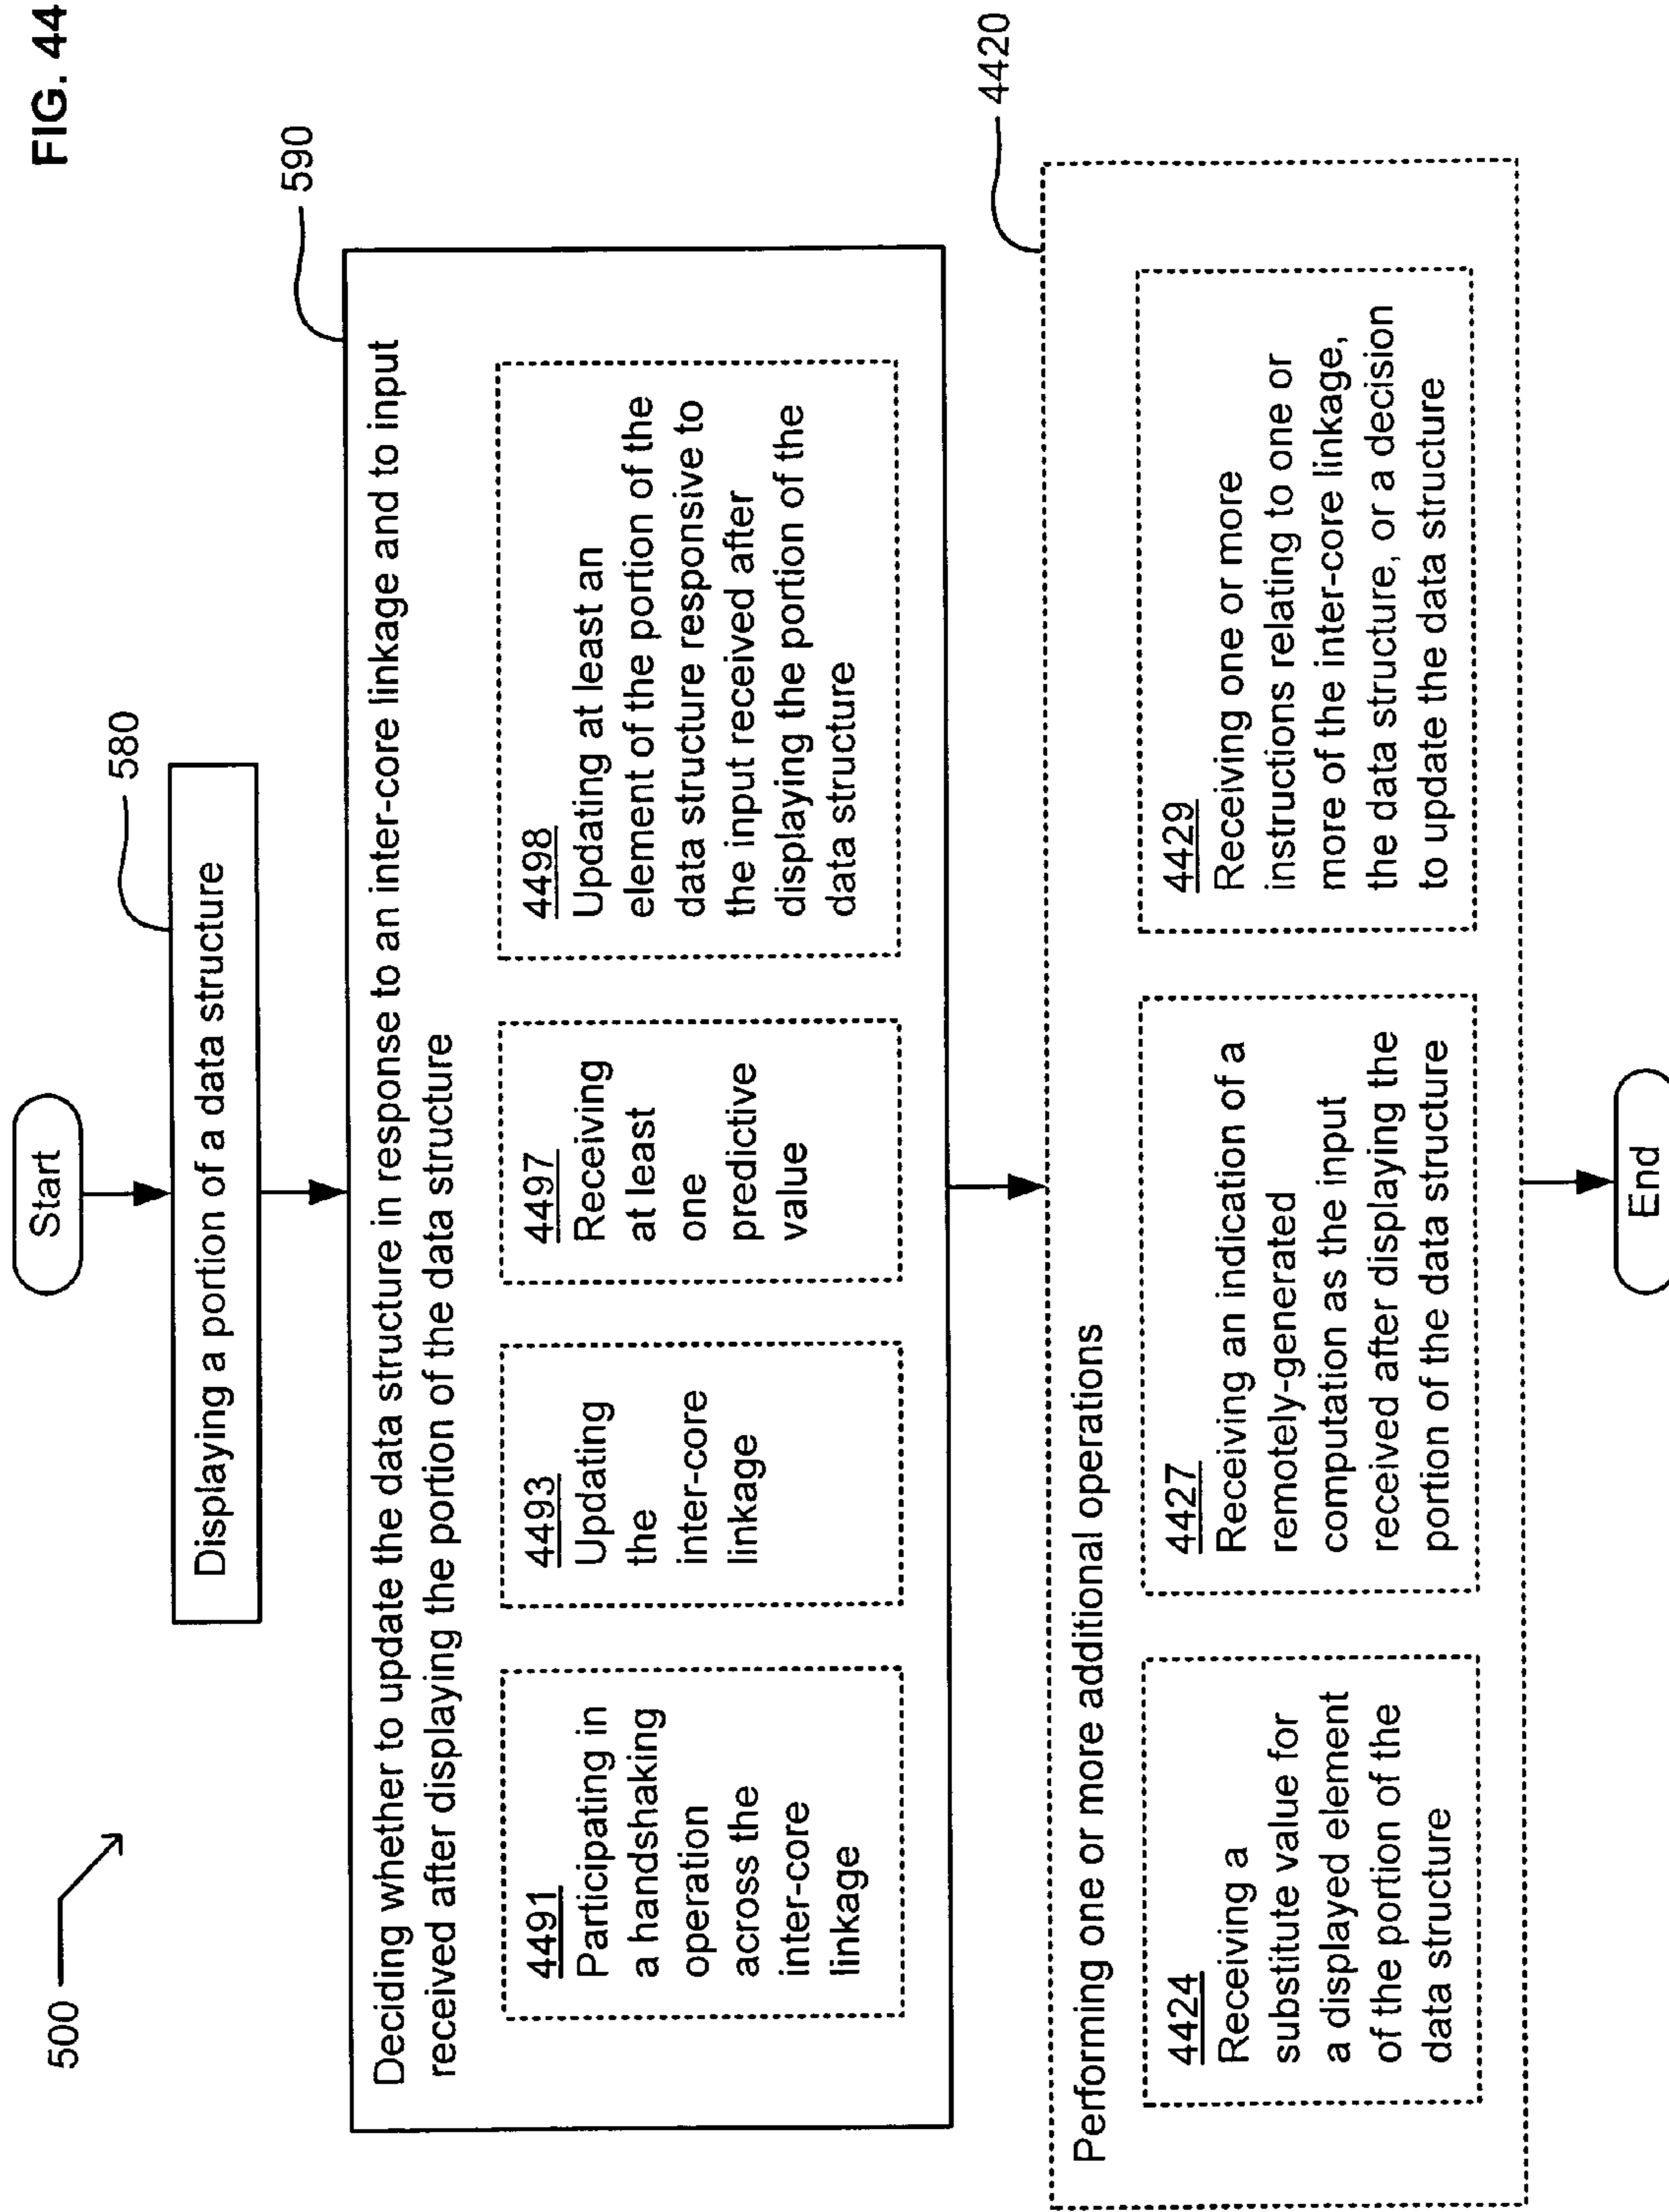 FIG. 44
500
Start
580
Displaying a portion of a data structure
590
Deciding whether to update the data structure in response to an inter-core linkage and to input
received after displaying the portion of the data structure
4491
Participating in
a handshaking
operation
across the
inter-core
linkage
4493
Updating
the
inter-core
linkage
4497
Receiving
at least
one
predictive
value
4498
Updating at least an
element of the portion of the
data structure responsive to
the input received after
displaying the portion of the
data structure
4420
Performing one or more additional operations
4424
Receiving a
substitute value for
a displayed element
of the portion of the
data structure
4427
Receiving an indication of a
remotely-generated
computation as the input
received after displaying the
portion of the data structure
4429
Receiving one or more
instructions relating to one or
more of the inter-core linkage,
the data structure, or a decision
to update the data structure
End